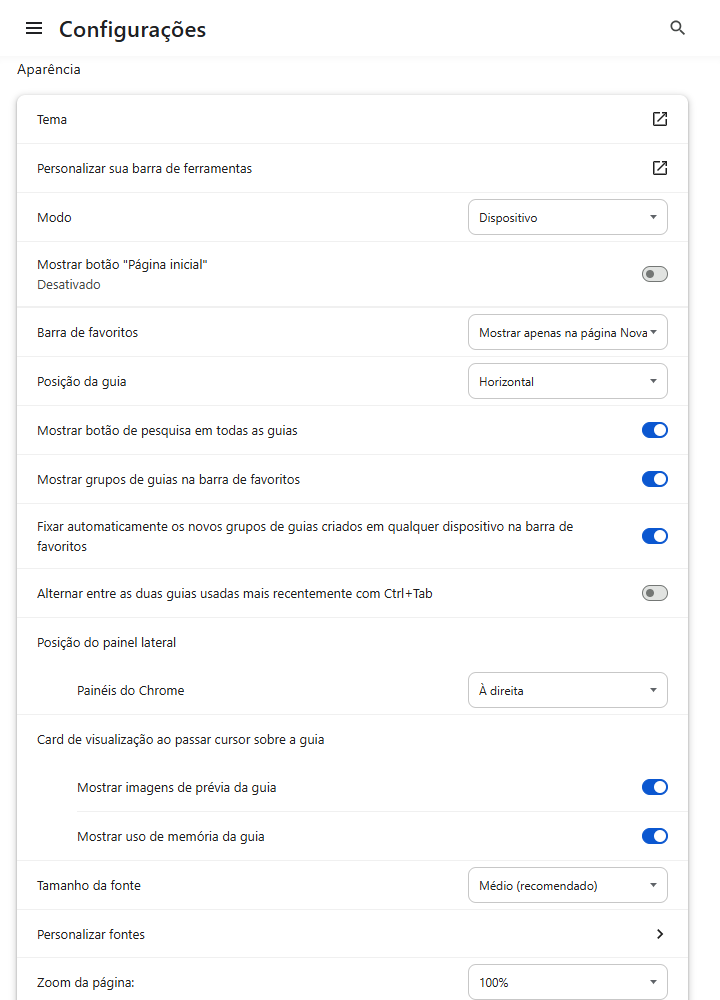 Configurações
Aparência
Tema
Personalizar sua barra de ferramentas
Modo
Dispositivo
Mostrar botão "Página inicial"
Desativado
Barra de favoritos
Mostrar apenas na página Nova
Posição da guia
Horizontal
Mostrar botão de pesquisa em todas as guias
Mostrar grupos de guias na barra de favoritos
Fixar automaticamente os novos grupos de guias criados em qualquer dispositivo na barra de
favoritos
Alternar entre as duas guias usadas mais recentemente com Ctrl+Tab
Posição do painel lateral
Painéis do Chrome
À direita
Card de visualização ao passar cursor sobre a guia
Mostrar imagens de prévia da guia
Mostrar uso de memória da guia
Tamanho da fonte
Médio (recomendado)
Personalizar fontes
Zoom da página:
100%